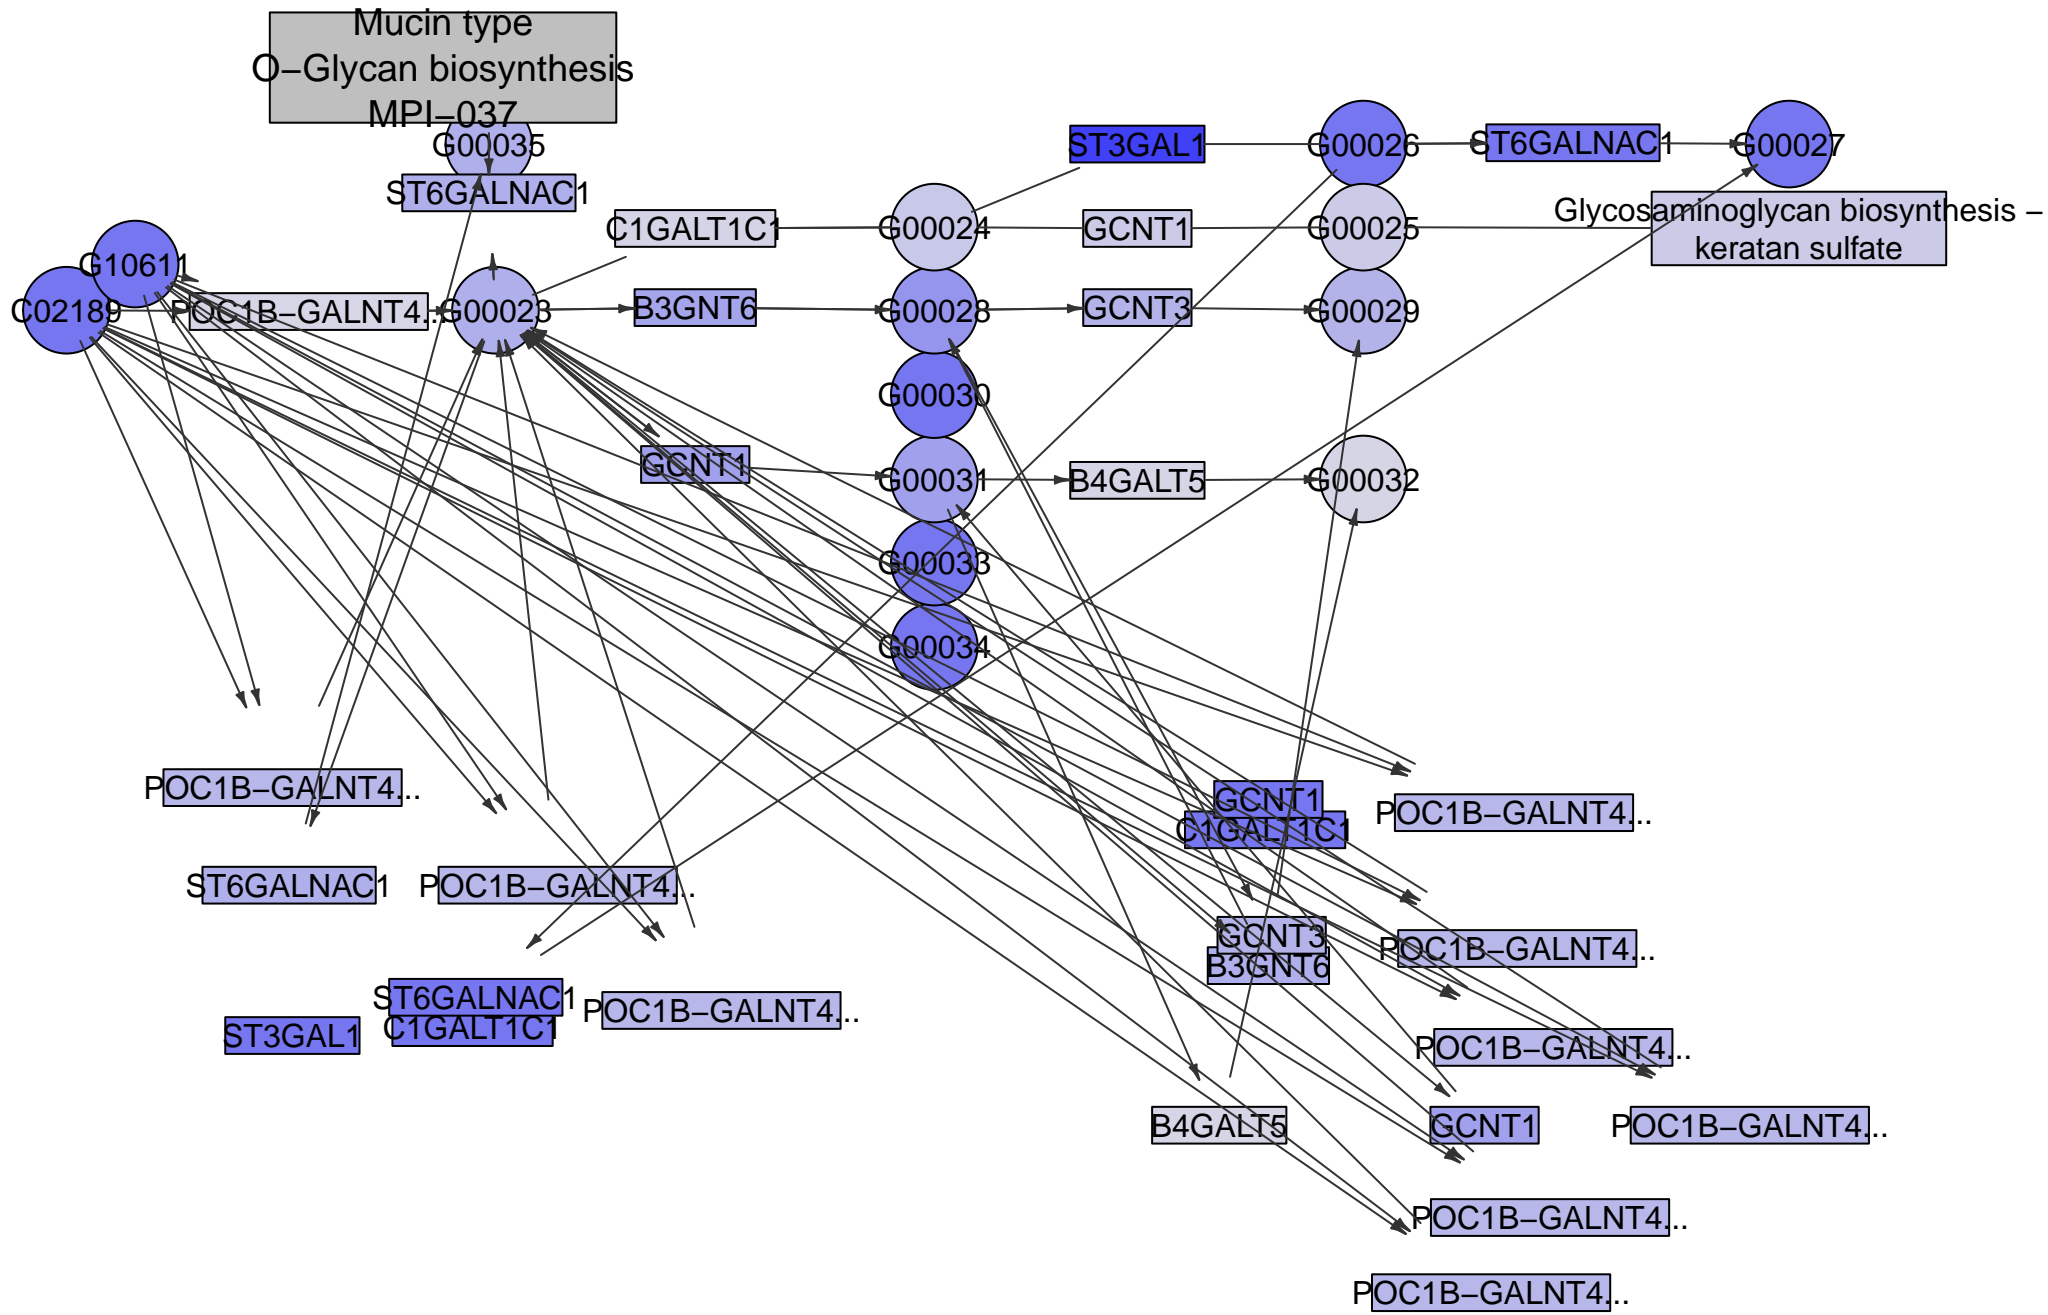 Mucin type
O−Glycan biosynthesis
MPI−037
G00035
ST3GAL1
G00026
ST6GALNAC1
G00027
ST6GALNAC1
C1GALT1C1
G00024
GCNT1
G00025
Glycosaminoglycan biosynthesis −
keratan sulfate
G10611
C02189
POC1B−GALNT4...
G00023
B3GNT6
G00028
GCNT3
G00029
G00030
GCNT1
G00031
B4GALT5
G00032
G00033
G00034
POC1B−GALNT4...
GCNT1
POC1B−GALNT4...
C1GALT1C1
ST6GALNAC1
POC1B−GALNT4...
GCNT3
POC1B−GALNT4...
B3GNT6
ST6GALNAC1
POC1B−GALNT4...
C1GALT1C1
ST3GAL1
POC1B−GALNT4...
B4GALT5
GCNT1
POC1B−GALNT4...
POC1B−GALNT4...
POC1B−GALNT4...